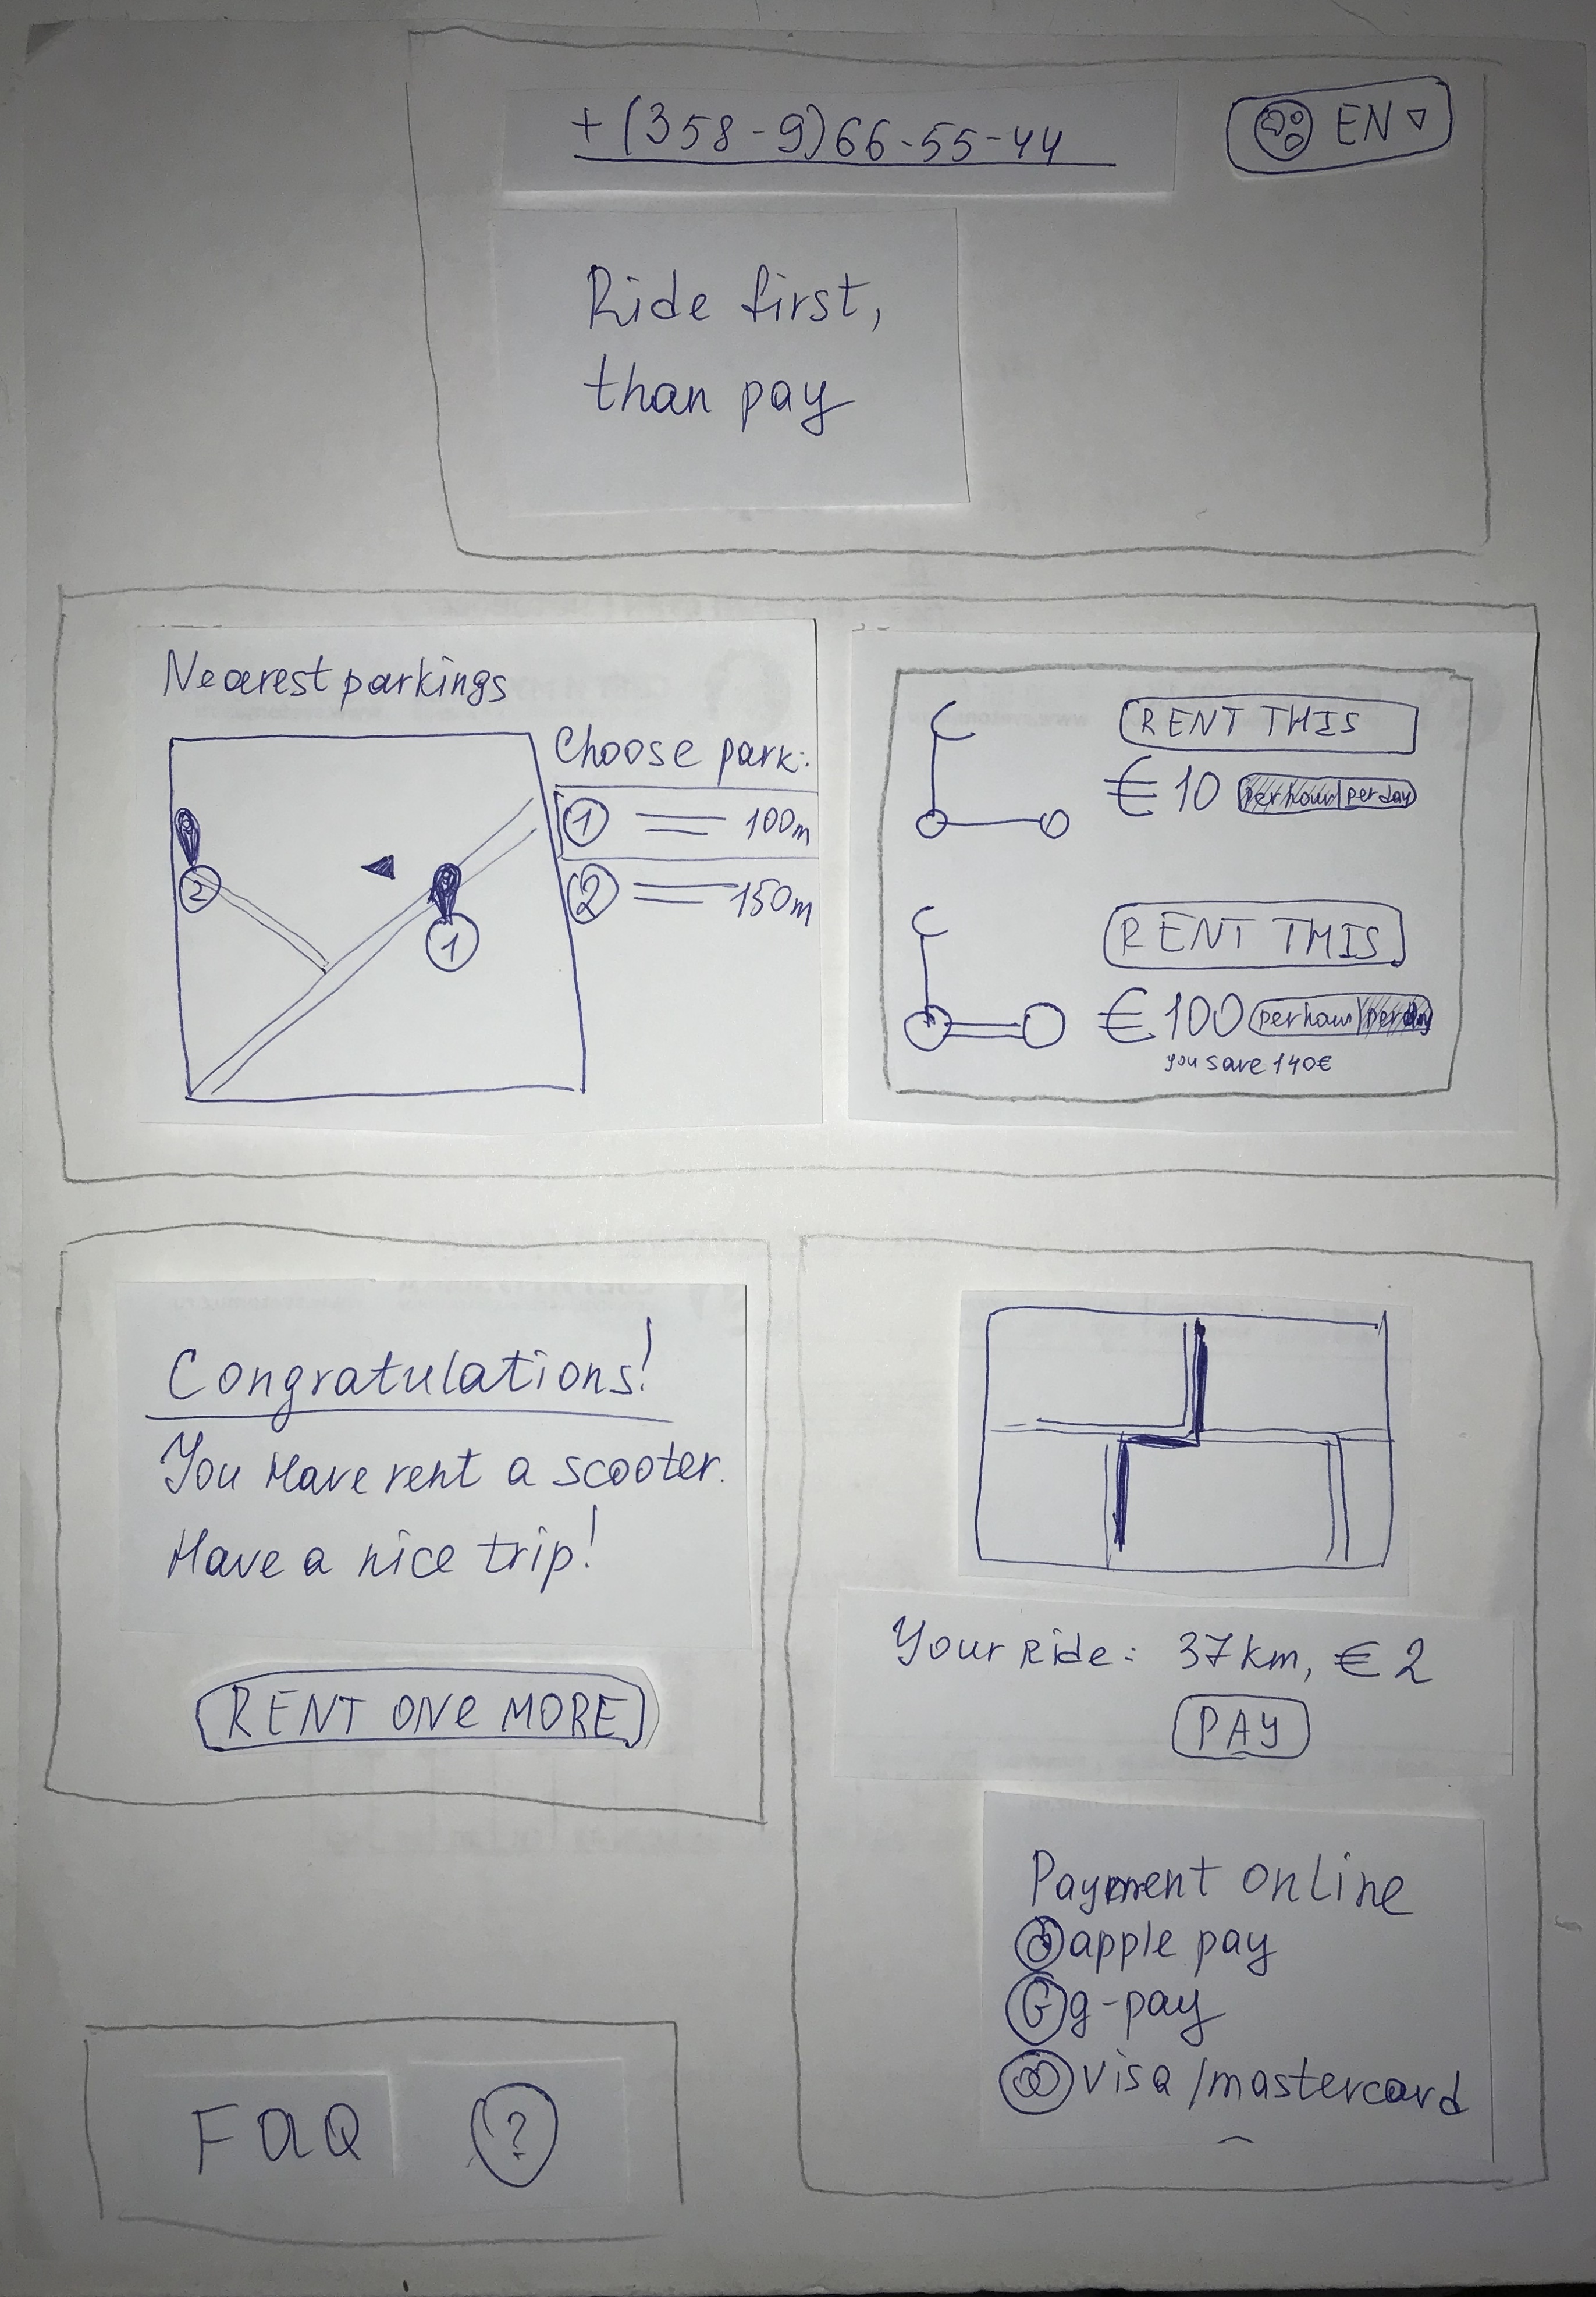 +(358-9)66-55-44
EN
Ride first,
than pay
Nearest parkings
Choose park:
1 100m
2 150m
2
1
RENT THIS
€10 per hour per day
RENT THIS
€100 per hour per day
you save 140€
Congratulations!
You Have rent a scooter.
Have a nice trip!
RENT ONE MORE
Your Ride: 37 km, € 2
PAY
Payment online
apple pay
G g-pay
visa/mastercard
FAQ ?